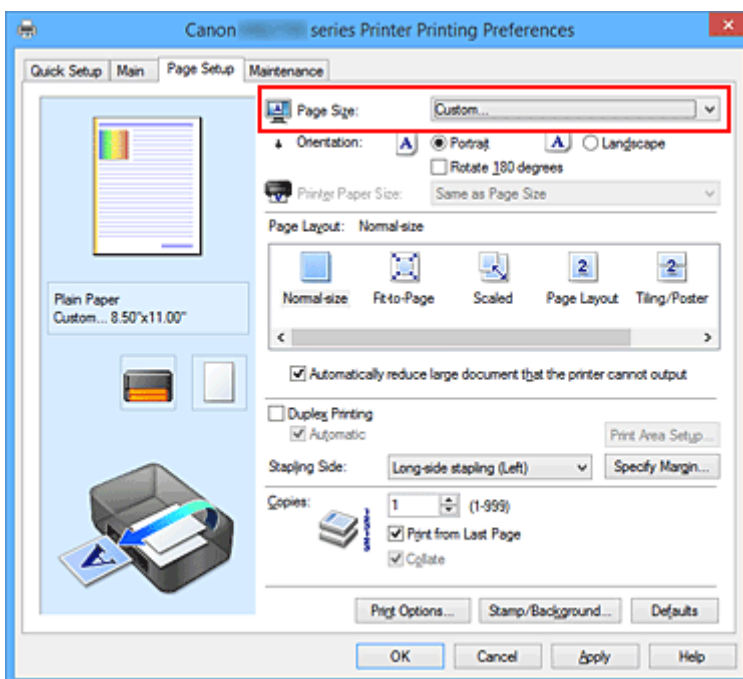 Canon series Printer Printing Preferences
Quick Setup Main Page Setup Maintenance
Page Size: Custom...
Orientation: A Portrait A Landscape
Rotate 180 degrees
Printer Paper Size: Same as Page Size
Page Layout: Normal-size
2 2
Normal-size Fit-to-Page Scaled Page Layout Tiling/Poster
Plain Paper
Custom... 8.50"x11.00"
Automatically reduce large document that the printer cannot output
Duplex Printing
Automatic
Print Area Setup...
Stapling Side: Long-side stapling (Left) Specify Margin...
Copies: 1 (1-999)
Print from Last Page
Collate
Print Options... Stamp/Background... Defaults
OK Cancel Apply Help